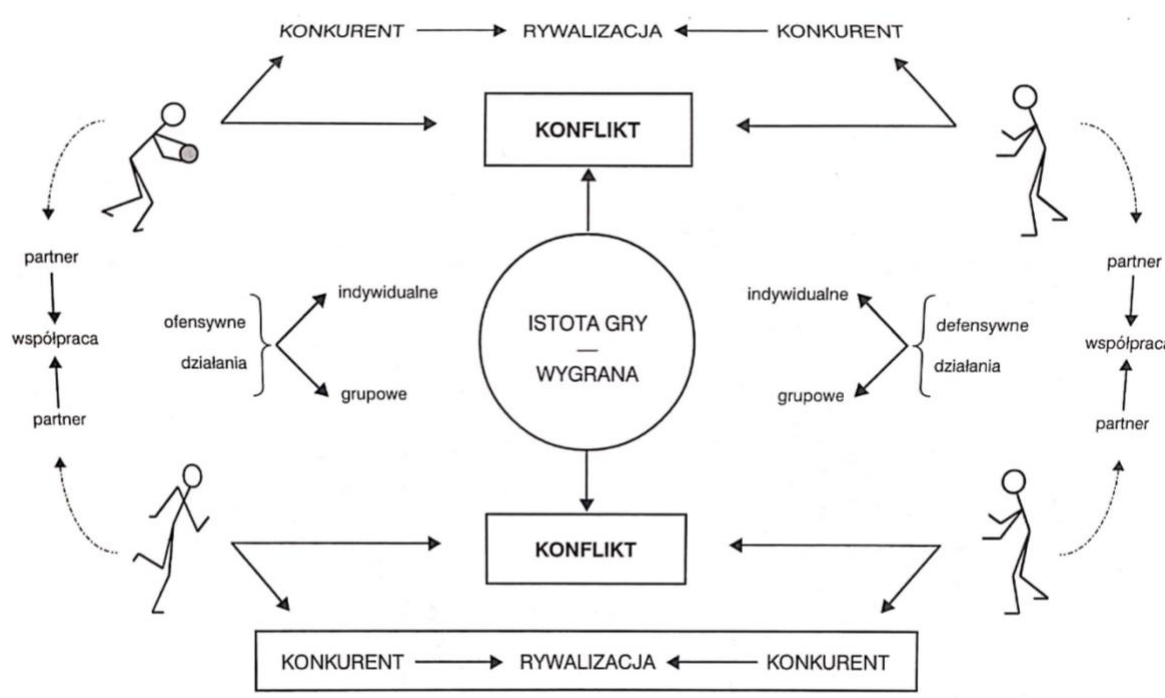 KONKURENT RYWALIZACJA KONKURENT
KONFLIKT
partner
współpraca
partner
ofensywne
działania
indywidualne
grupowe
ISTOTA GRY
—
WYGRANA
indywidualne
grupowe
defensywne
działania
partner
współpraca
partner
KONFLIKT
KONKURENT RYWALIZACJA KONKURENT